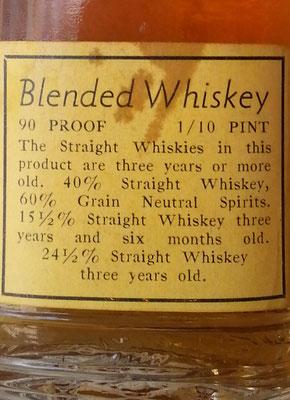 Blended Whiskey
90 PROOF 1/10 PINT
The Straight Whiskies in this
product are three years or more
old. 40% Straight Whiskey,
60% Grain Neutral Spirits.
15½% Straight Whiskey three
years and six months old.
24½% Straight Whiskey
three years old.